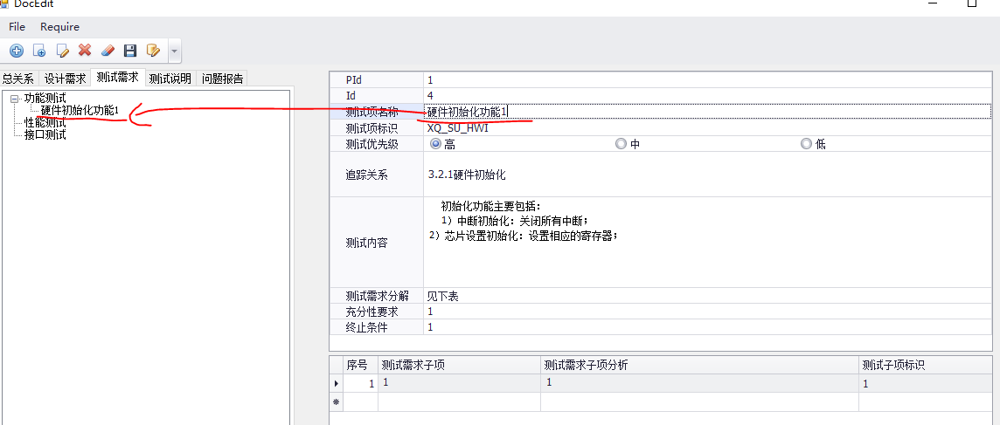 DocEdit
File Require
总关系 设计需求 测试需求 测试说明 问题报告
功能测试
硬件初始化功能1
性能测试
接口测试
PId 1
Id 4
测试项名称 硬件初始化功能1
测试项标识 XQ_SU_HWI
测试优先级 高 中 低
追踪关系 3.2.1硬件初始化
测试内容
初始化功能主要包括：
1）中断初始化：关闭所有中断；
2）芯片设置初始化：设置相应的寄存器；
测试需求分解 见下表
充分性要求 1
终止条件 1
序号 测试需求子项 测试需求子项分析 测试子项标识
1 1 1 1